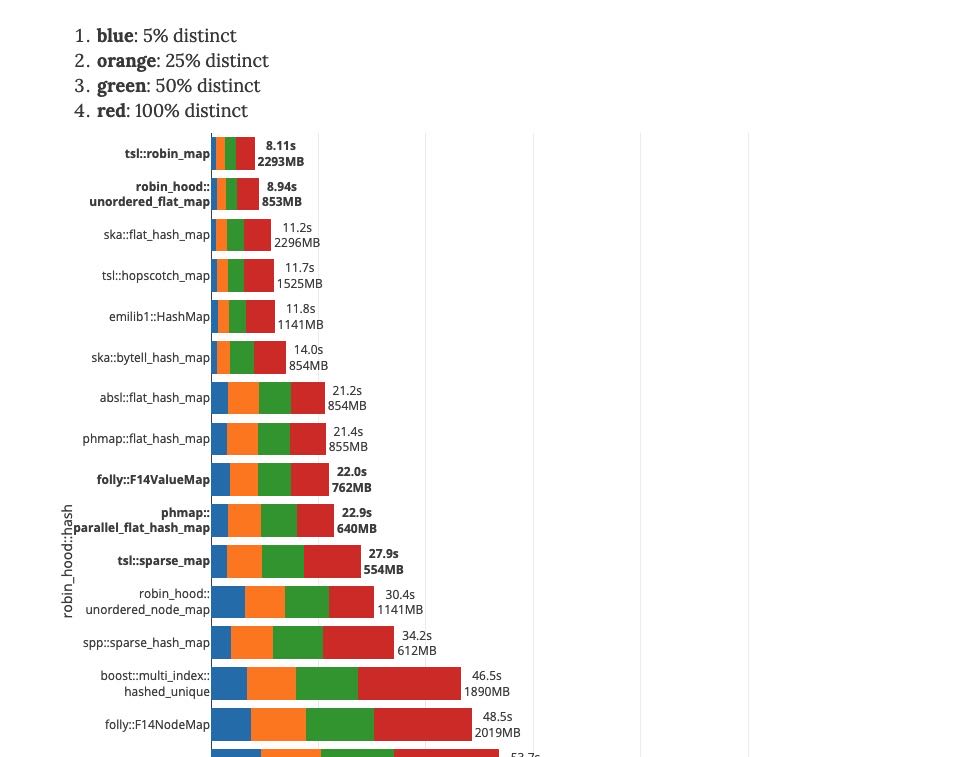 1. blue: 5% distinct
2. orange: 25% distinct
3. green: 50% distinct
4. red: 100% distinct
tsl::robin_map
8.11s
2293MB
robin_hood::
unordered_flat_map
8.94s
853MB
ska::flat_hash_map
11.2s
2296MB
tsl::hopscotch_map
11.7s
1525MB
emilib1::HashMap
11.8s
1141MB
ska::bytell_hash_map
14.0s
854MB
absl::flat_hash_map
21.2s
854MB
phmap::flat_hash_map
21.4s
855MB
folly::F14ValueMap
22.0s
762MB
robin_hood::hash
phmap::
parallel_flat_hash_map
22.9s
640MB
tsl::sparse_map
27.9s
554MB
robin_hood::
unordered_node_map
30.4s
1141MB
spp::sparse_hash_map
34.2s
612MB
boost::multi_index::
hashed_unique
46.5s
1890MB
folly::F14NodeMap
48.5s
2019MB
53.7s